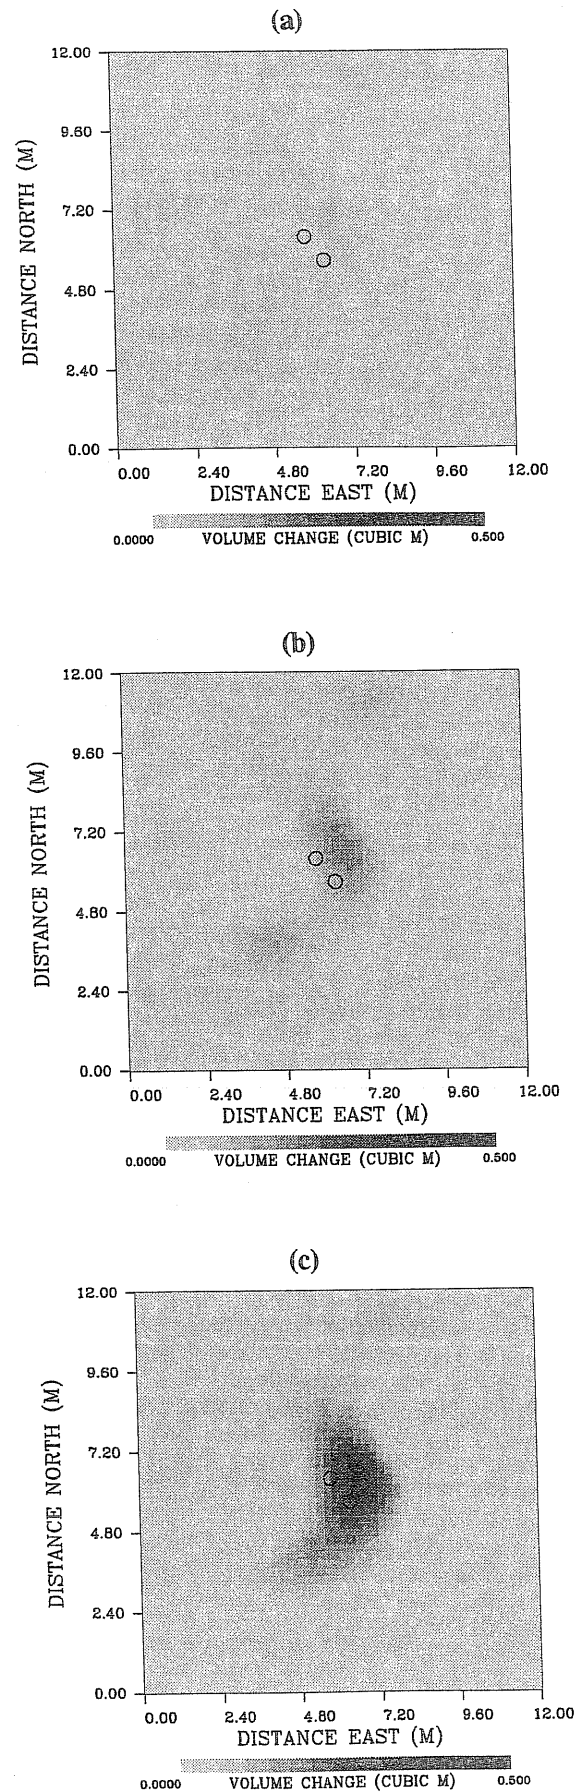 (a)
12.00
9.60
7.20
4.80
2.40
0.00
DISTANCE NORTH (M)
0.00 2.40 4.80 7.20 9.60 12.00
DISTANCE EAST (M)
0.0000 VOLUME CHANGE (CUBIC M) 0.500
(b)
12.00
9.60
7.20
4.80
2.40
0.00
DISTANCE NORTH (M)
0.00 2.40 4.80 7.20 9.60 12.00
DISTANCE EAST (M)
0.0000 VOLUME CHANGE (CUBIC M) 0.500
(c)
12.00
9.60
7.20
4.80
2.40
0.00
DISTANCE NORTH (M)
0.00 2.40 4.80 7.20 9.60 12.00
DISTANCE EAST (M)
0.0000 VOLUME CHANGE (CUBIC M) 0.500